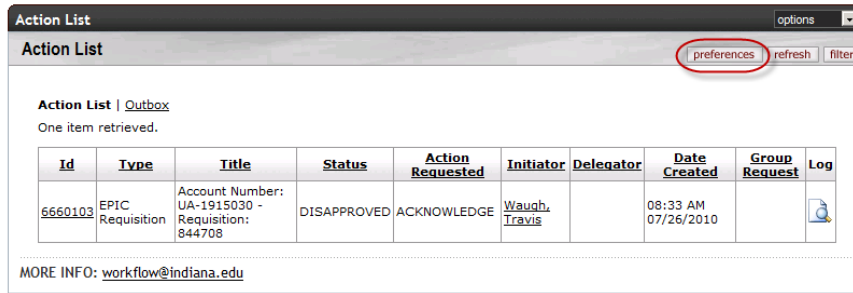 Action List
options
Action List
preferences refresh filter
Action List | Outbox
One item retrieved.
Id Type Title Status Action Requested Initiator Delegator Date Created Group Request Log
6660103 EPIC Requisition Account Number: UA-1915030 - Requisition: 844708 DISAPPROVED ACKNOWLEDGE Waugh, Travis 08:33 AM 07/26/2010
MORE INFO: workflow@indiana.edu